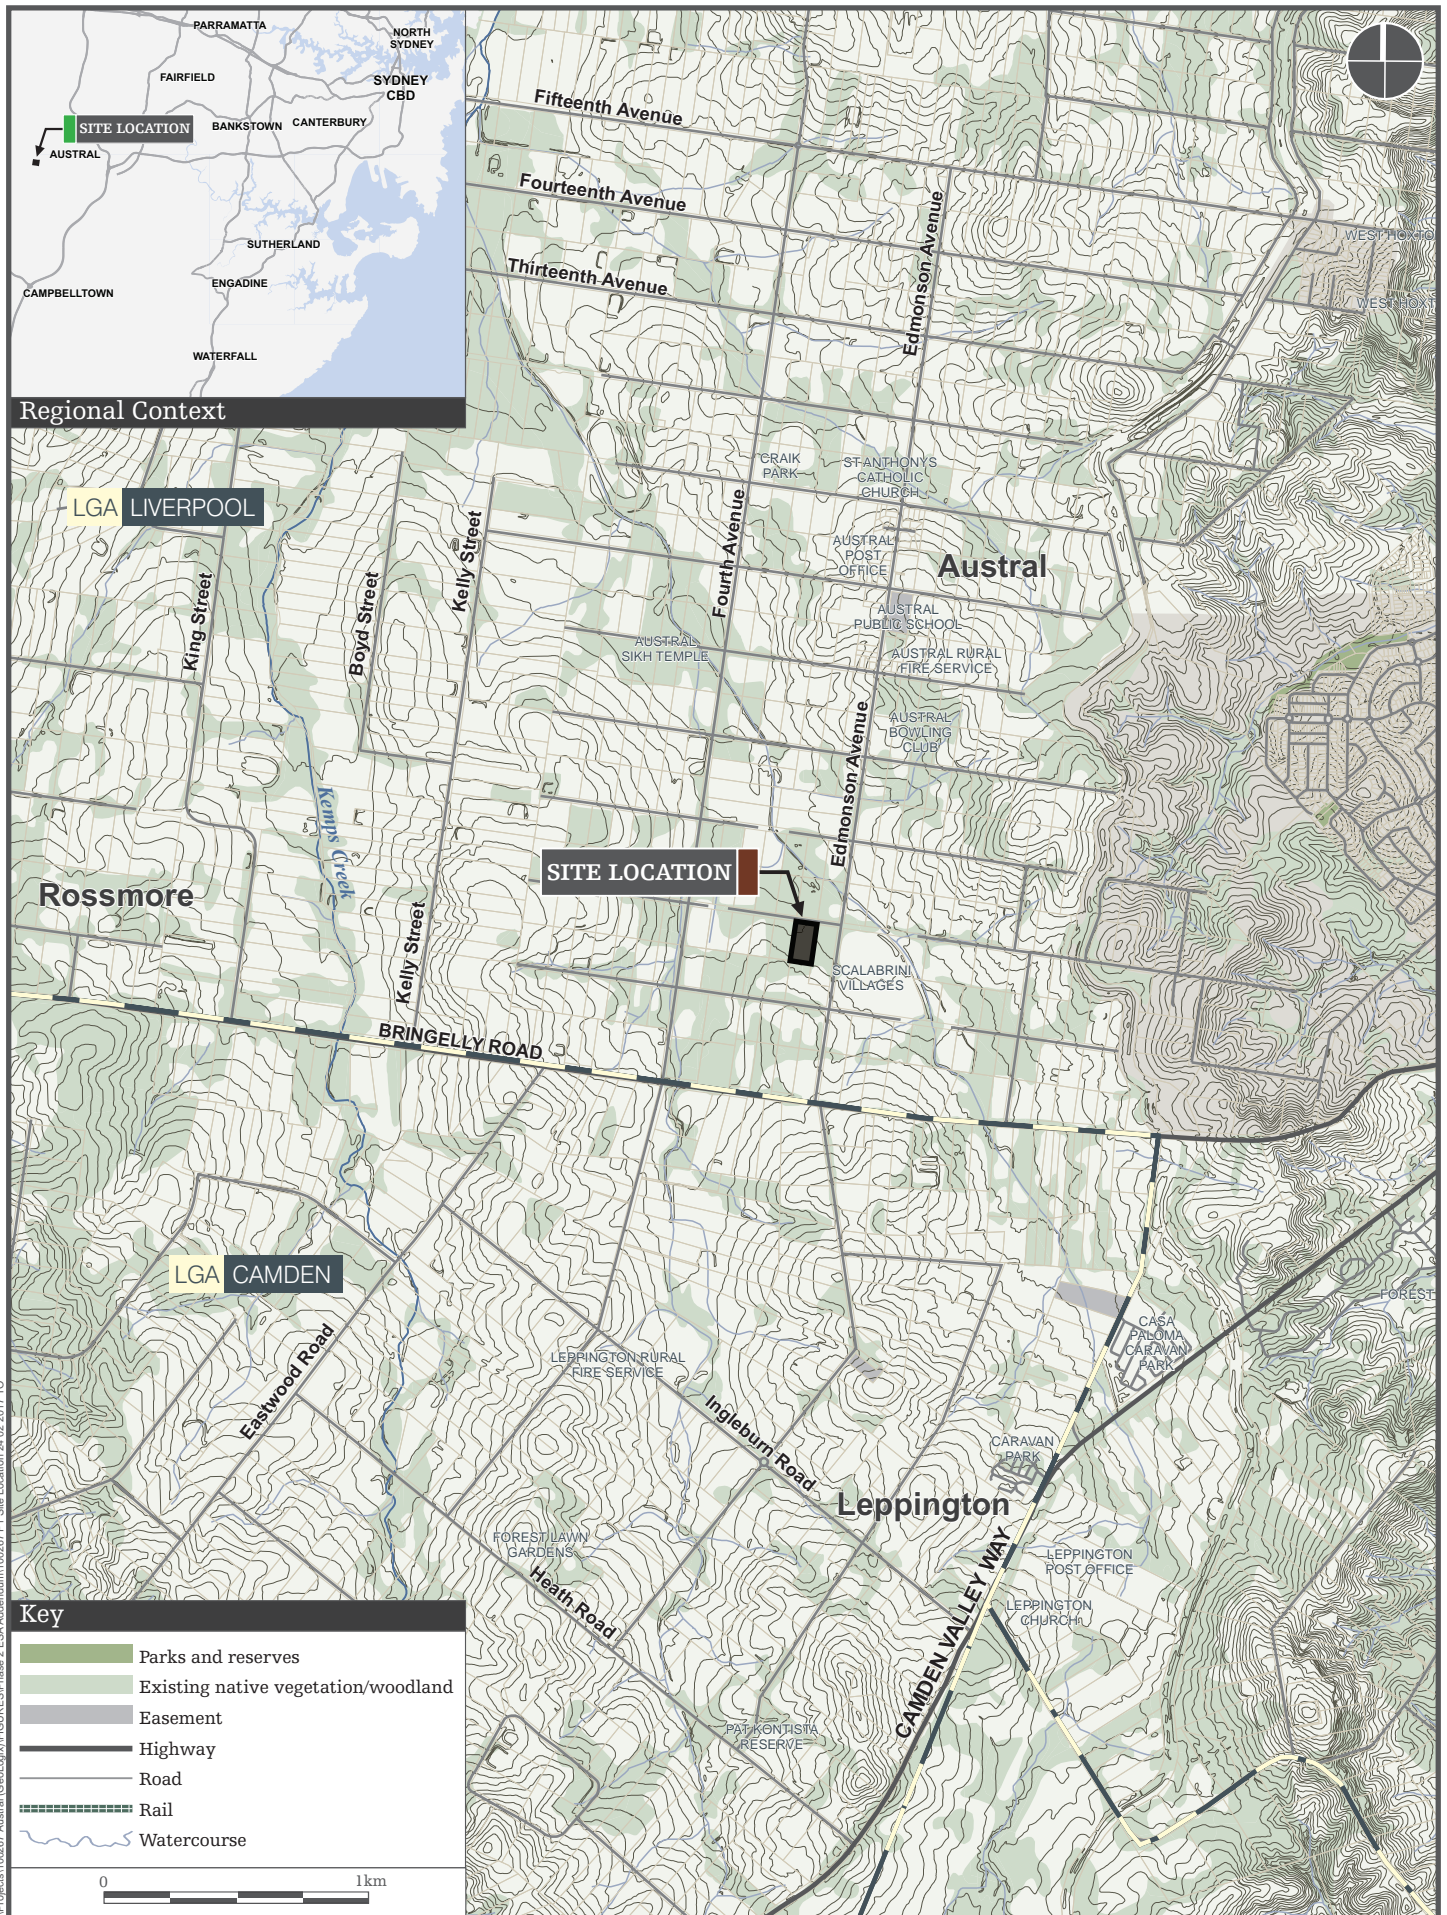 PARRAMATTA
NORTH
SYDNEY
FAIRFIELD
SYDNEY
CBD
SITE LOCATION
BANKSTOWN
CANTERBURY
AUSTRAL
SUTHERLAND
ENGADINE
CAMPBELLTOWN
WATERFALL
Regional Context
Fifteenth Avenue
Fourteenth Avenue
Thirteenth Avenue
Edmonson Avenue
CRAIK
PARK
ST ANTHONYS
CATHOLIC
CHURCH
LGA LIVERPOOL
King Street
Boyd Street
Kelly Street
Fourth Avenue
AUSTRAL
POST
OFFICE
Austral
AUSTRAL
PUBLIC SCHOOL
AUSTRAL
SIKH TEMPLE
AUSTRAL RURAL
FIRE SERVICE
AUSTRAL
BOWLING
CLUB
Edmonson Avenue
Kemps Creek
SITE LOCATION
Rossmore
Kelly Street
SCALABRINI
VILLAGES
BRINGELLY ROAD
LGA CAMDEN
FOREST
CASA
PALOMA
CARAVAN
PARK
Eastwood Road
LEPPINGTON RURAL
FIRE SERVICE
Ingleburn Road
CARAVAN
PARK
Leppington
FOREST LAWN
GARDENS
Heath Road
CAMDEN VALLEY WAY
LEPPINGTON
POST OFFICE
LEPPINGTON
CHURCH
PAT KONTISTA
RESERVE
Key
Parks and reserves
Existing native vegetation/woodland
Easement
Highway
Road
Rail
Watercourse
0 1km